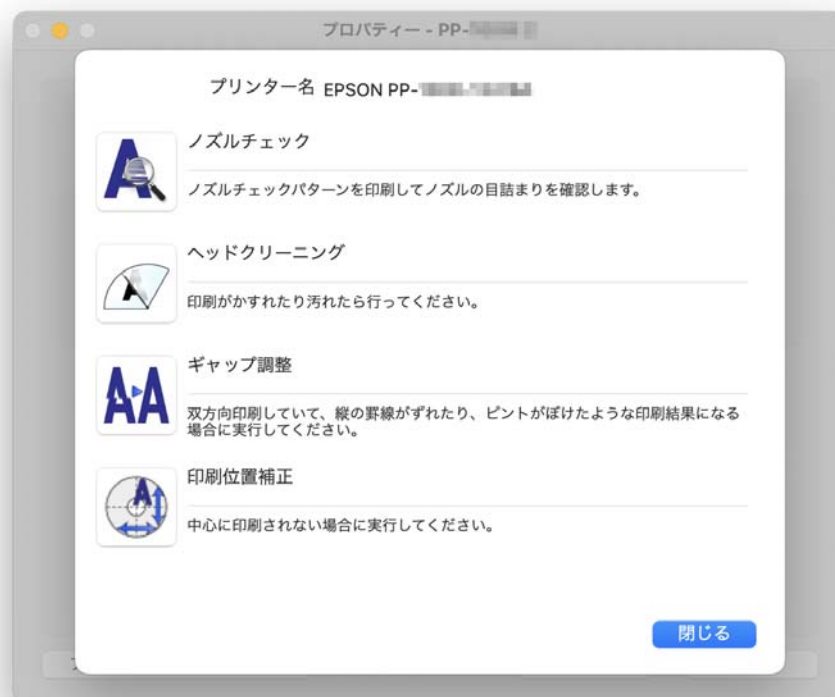 プロパティー - PP-
プリンター名 EPSON PP-
ノズルチェック
ノズルチェックパターンを印刷してノズルの目詰まりを確認します。
ヘッドクリーニング
印刷がかすれたり汚れたら行ってください。
ギャップ調整
双方向印刷していて、縦の罫線がずれたり、ピントがぼけたような印刷結果になる
場合に実行してください。
印刷位置補正
中心に印刷されない場合に実行してください。
閉じる